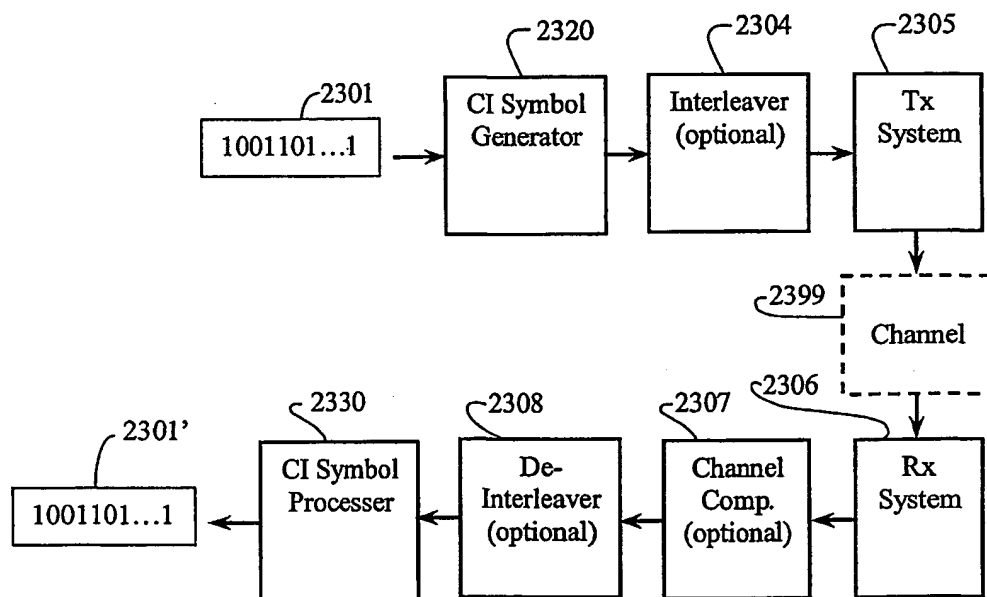 2320
2304
2305
2301
1001101...1
CI Symbol
Generator
Interleaver
(optional)
Tx
System
2399
Channel
2330
2308
2307
2306
2301’
1001101...1
CI Symbol
Processer
De-
Interleaver
(optional)
Channel
Comp.
(optional)
Rx
System